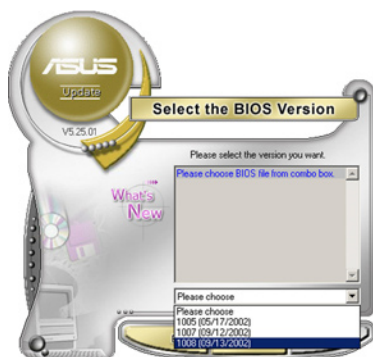 ASUS
Update
V5.25.01
Select the BIOS Version
Please select the version you want.
Please choose BIOS file from combo box.
What's
New
Please choose
Please choose
1005 (05/17/2002)
1007 (09/12/2002)
1008 (09/13/2002)